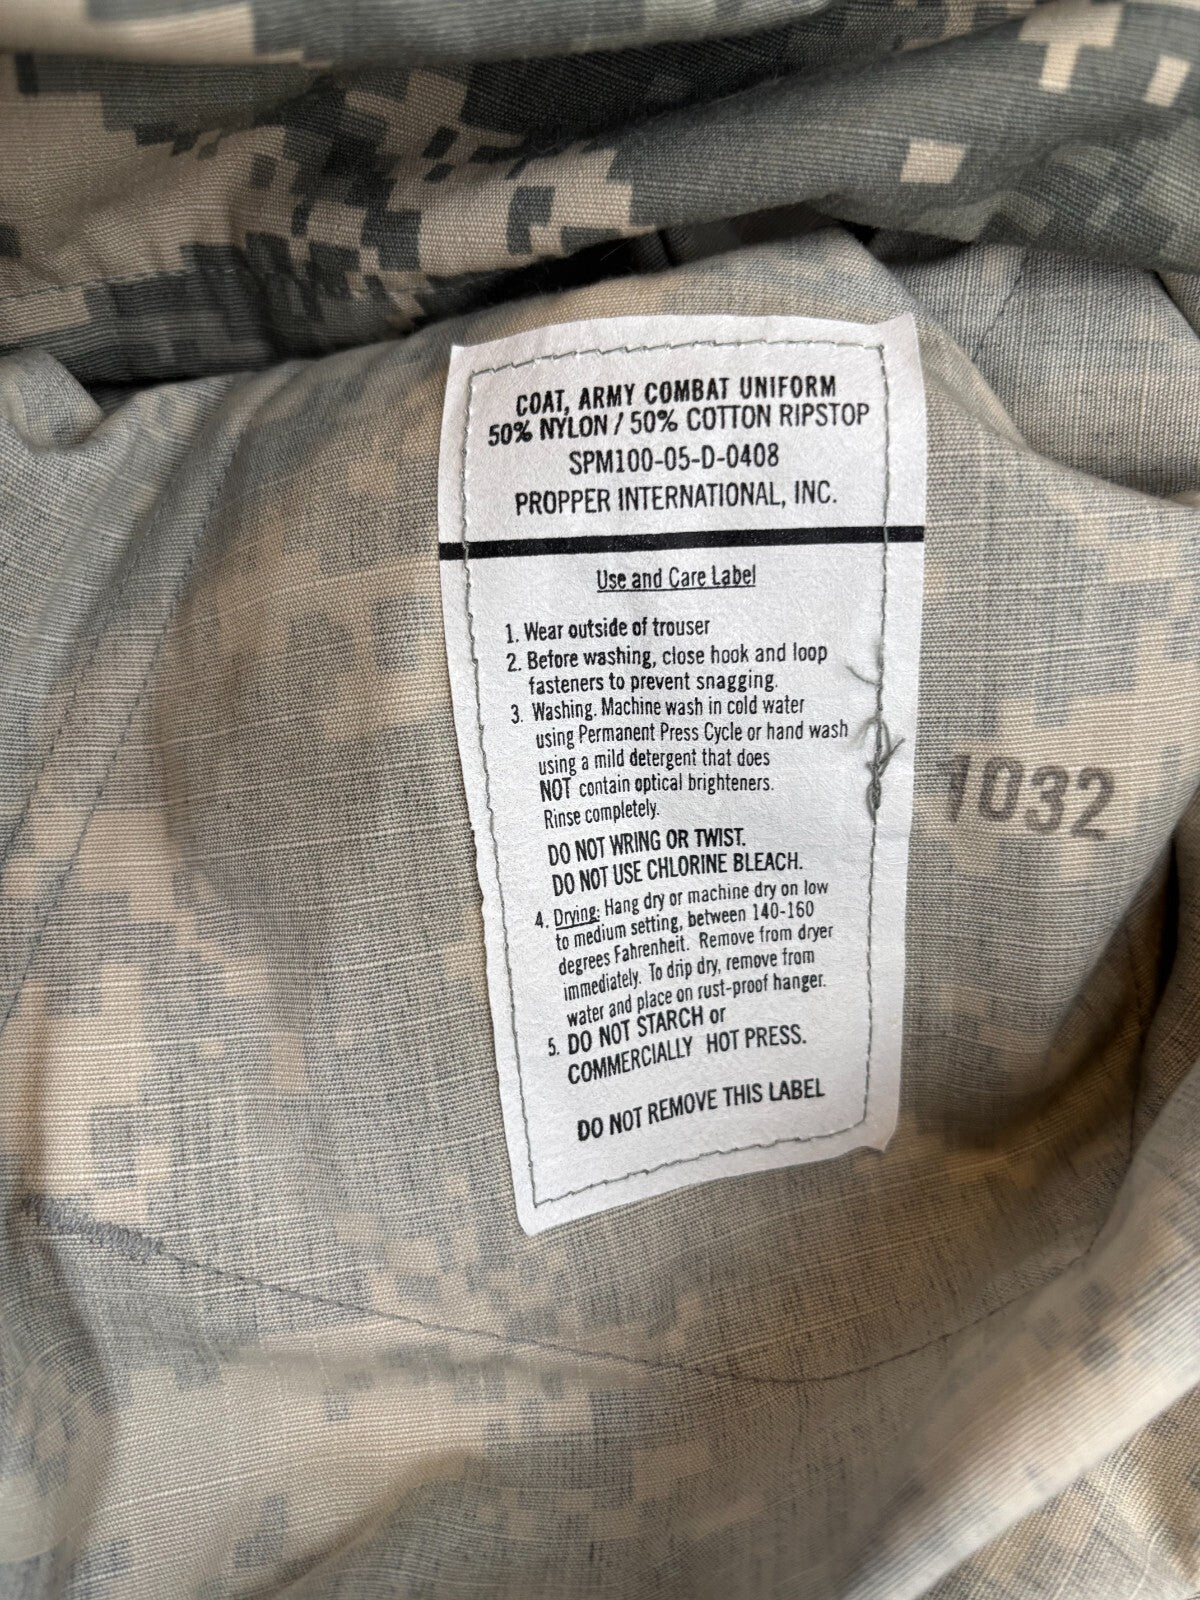 COAT, ARMY COMBAT UNIFORM
50% NYLON / 50% COTTON RIPSTOP
SPM100-05-D-0408
PROPPER INTERNATIONAL, INC.
Use and Care Label
1. Wear outside of trouser
2. Before washing, close hook and loop
fasteners to prevent snagging.
3. Washing. Machine wash in cold water
using Permanent Press Cycle or hand wash
using a mild detergent that does
NOT contain optical brighteners.
Rinse completely.
DO NOT WRING OR TWIST.
DO NOT USE CHLORINE BLEACH.
4. Drying: Hang dry or machine dry on low
to medium setting, between 140-160
degrees Fahrenheit. Remove from dryer
immediately. To drip dry, remove from
water and place on rust-proof hanger.
5. DO NOT STARCH or
COMMERCIALLY HOT PRESS.
DO NOT REMOVE THIS LABEL
1032